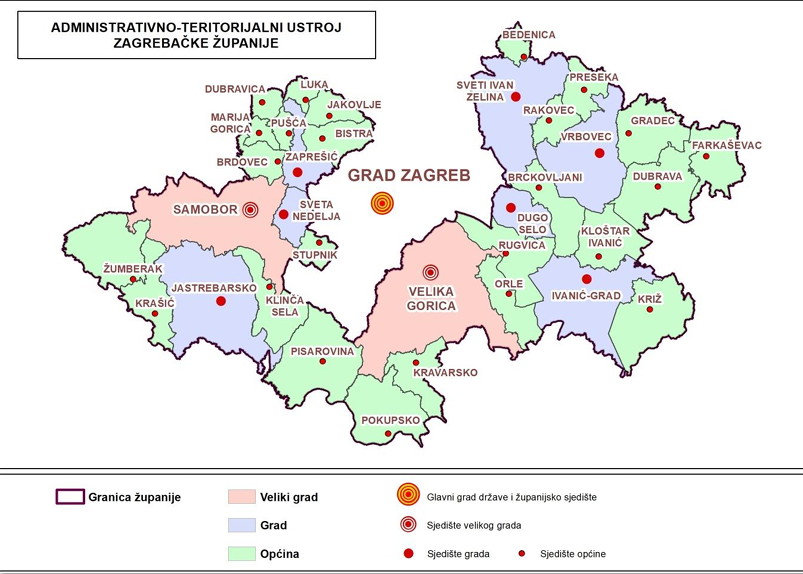 ADMINISTRATIVNO-TERITORIJALNI USTROJ
ZAGREBAČKE ŽUPANIJE
BEDENICA
DUBRAVICA
LUKA
SVETI IVAN
ZELINA
PRESEKA
JAKOVLJE
RAKOVEC
MARIJA
GORICA
PUŠĆA
GRADEC
BISTRA
VRBOVEC
FARKAŠEVAC
BRDOVEC
ZAPREŠIĆ
GRAD ZAGREB
BRCKOVLJANI
DUBRAVA
SAMOBOR
SVETA
NEDELJA
DUGO
SELO
KLOŠTAR
IVANIĆ
STUPNIK
RUGVICA
ŽUMBERAK
JASTREBARSKO
VELIKA
GORICA
ORLE
IVANIĆ-GRAD
KRIŽ
KRAŠIĆ
KLINČA
SELA
PISAROVINA
KRAVARSKO
POKUPSKO
Granica županije
Veliki grad
Glavni grad države i županijsko sjedište
Grad
Sjedište velikog grada
Općina
Sjedište grada
Sjedište općine